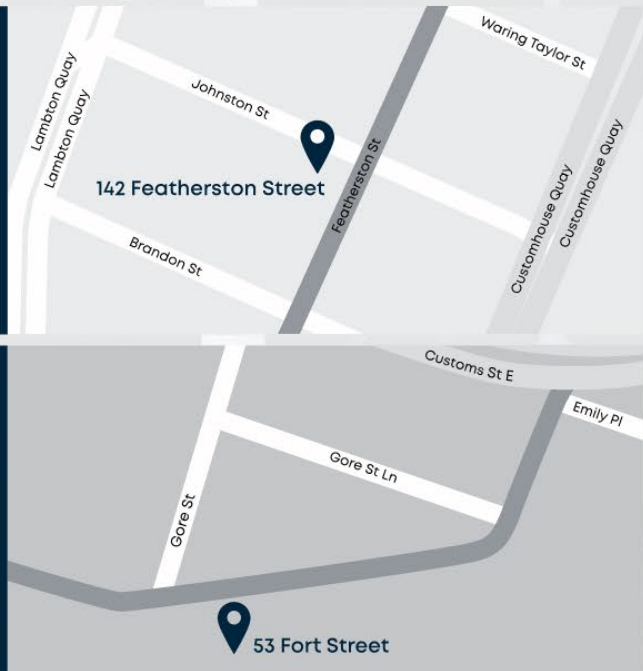 Waring Taylor St
Lambton Quay
Lambton Quay
Johnston St
142 Featherston Street
Featherston St
Customhouse Quay
Customhouse Quay
Brandon St
Customs St E
Emily Pl
Gore St Ln
Gore St
53 Fort Street